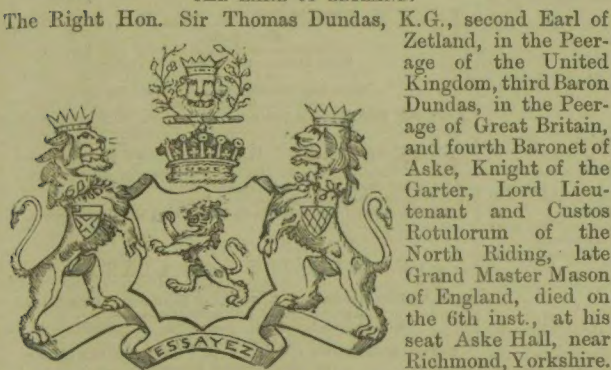 The Right Hon. Sir Thomas Dundas, K.G., second Earl of
Zetland, in the Peer-
age of the United
Kingdom, third Baron
Dundas, in the Peer-
age of Great Britain,
and fourth Baronet of
Aske, Knight of the
Garter, Lord Lieu-
tenant and Custos
Rotulorum of the
North Riding, late
Grand Master Mason
of England, died on
the 6th inst., at his
seat Aske Hall, near
Richmond, Yorkshire.
ESSAYEZ